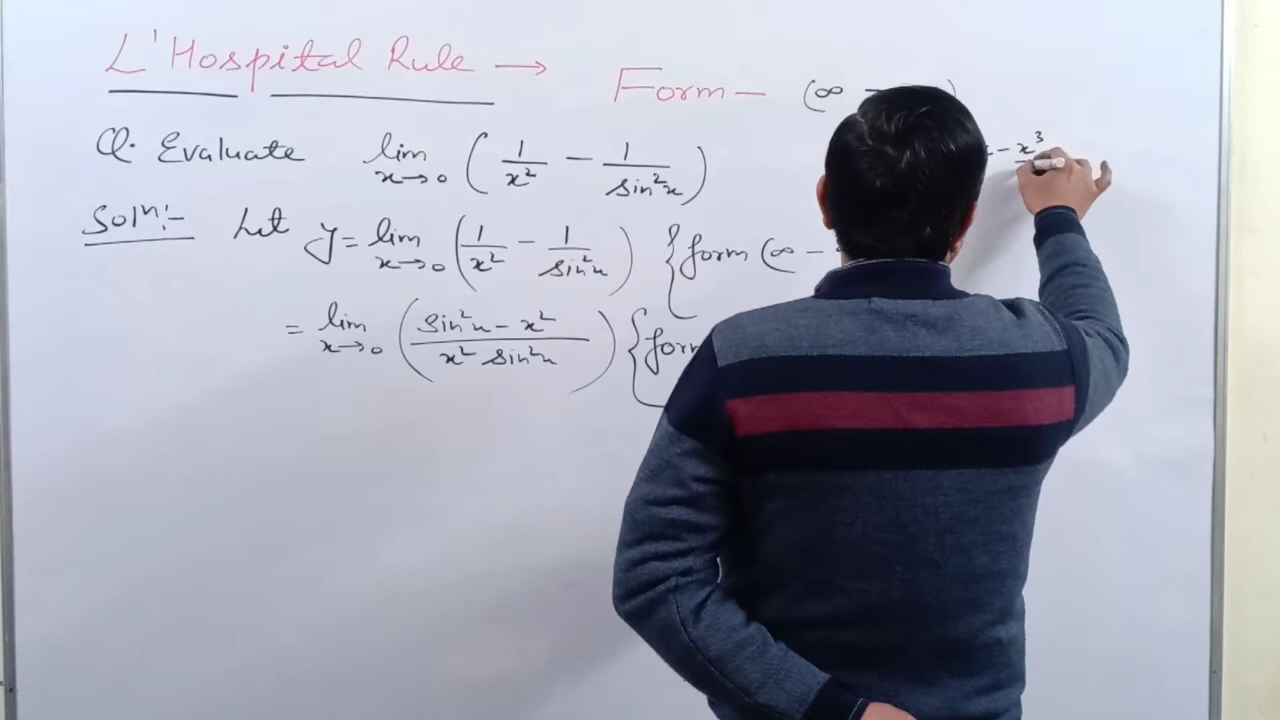 L'Hospital Rule → Form – (∞ –
Q. Evaluate lim x→0 (1/x² – 1/sin²x)
– x³
Solⁿ:- Let y = lim x→0 (1/x² – 1/sin²x) {form (∞ –
= lim x→0 (sin²x – x² / x² sin²x) {form